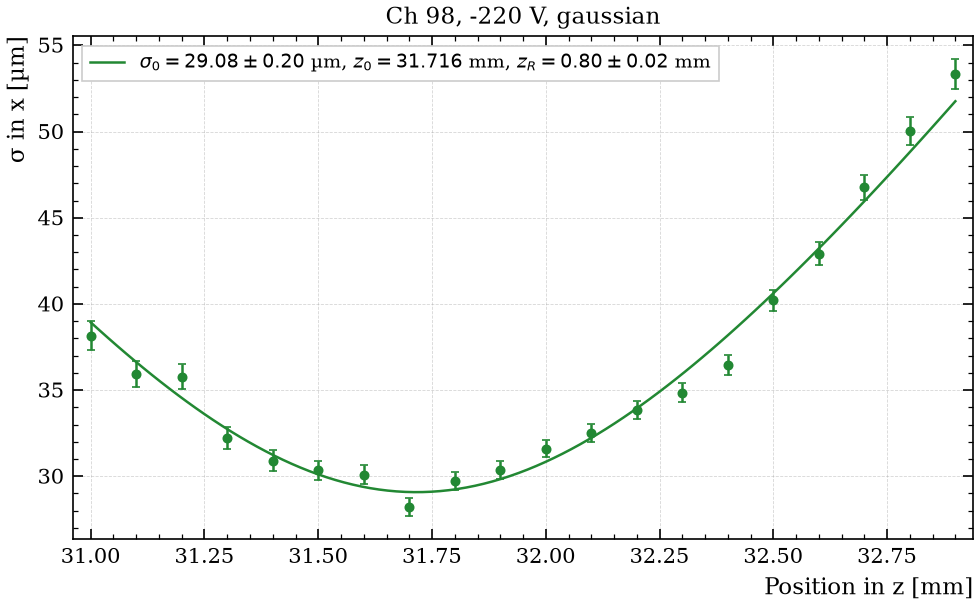 Ch 98, -220 V, gaussian
σ in x [µm]
σ₀ = 29.08 ± 0.20 µm, z₀ = 31.716 mm, z_R = 0.80 ± 0.02 mm
55
50
45
40
35
30
31.00 31.25 31.50 31.75 32.00 32.25 32.50 32.75
Position in z [mm]